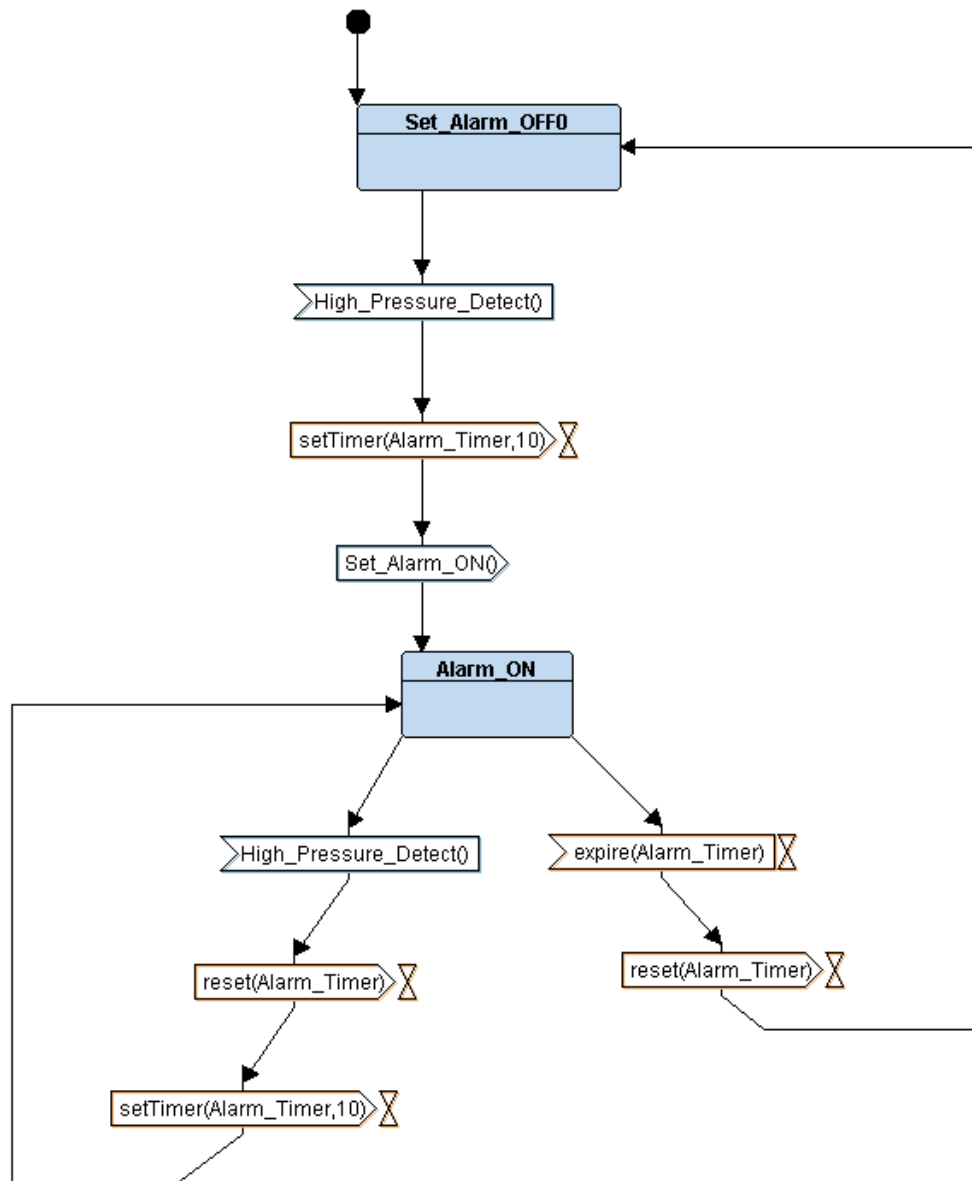 Set_Alarm_OFF0
High_Pressure_Detect()
setTimer(Alarm_Timer,10)
Set_Alarm_ON()
Alarm_ON
High_Pressure_Detect()
expire(Alarm_Timer)
reset(Alarm_Timer)
reset(Alarm_Timer)
setTimer(Alarm_Timer,10)